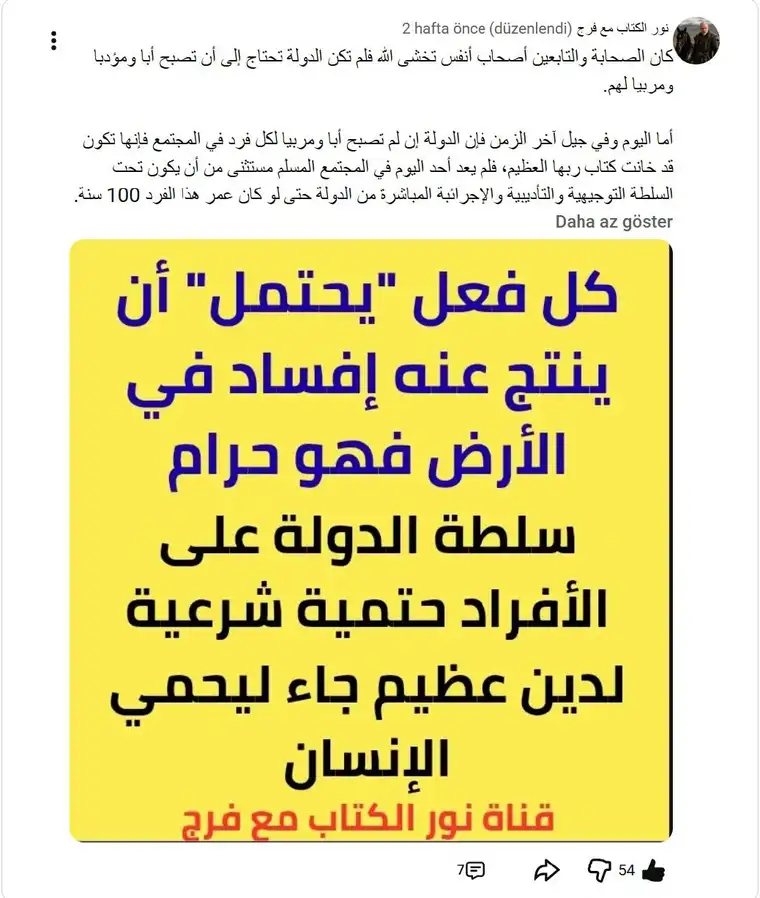 نور الكتاب مع فرج 2 hafta önce (düzenlendi)
كان الصحابة والتابعين أصحاب أنفس تخشى الله فلم تكن الدولة تحتاج إلى أن تصبح أبا ومؤدبا
ومربيا لهم.
أما اليوم وفي جيل آخر الزمن فإن الدولة إن لم تصبح أبا ومربيا لكل فرد في المجتمع فإنها تكون
قد خانت كتاب ربها العظيم، فلم يعد أحد اليوم في المجتمع المسلم مستثنى من أن يكون تحت
السلطة التوجيهية والتأديبية والإجرائية المباشرة من الدولة حتى لو كان عمر هذا الفرد 100 سنة.
Daha az göster
كل فعل "يحتمل" أن
ينتج عنه إفساد في
الأرض فهو حرام
سلطة الدولة على
الأفراد حتمية شرعية
لدين عظيم جاء ليحمي
الإنسان
قناة نور الكتاب مع فرج
54 7